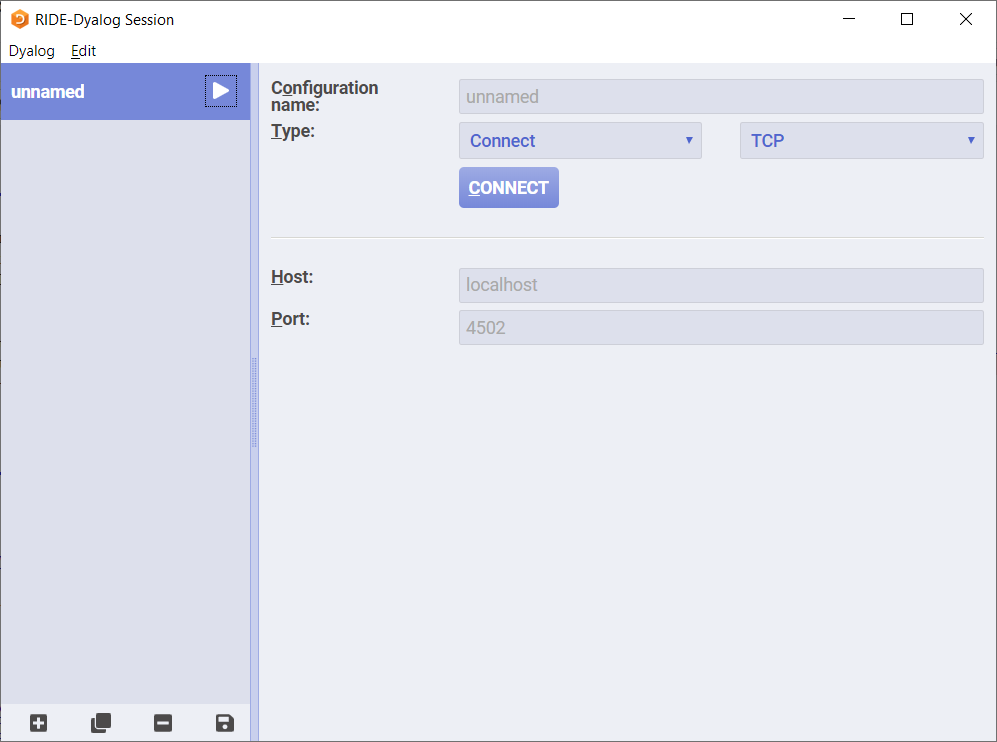 RIDE-Dyalog Session
Dyalog Edit
unnamed
Configuration
name:
unnamed
Type:
Connect
TCP
CONNECT
Host:
localhost
Port:
4502